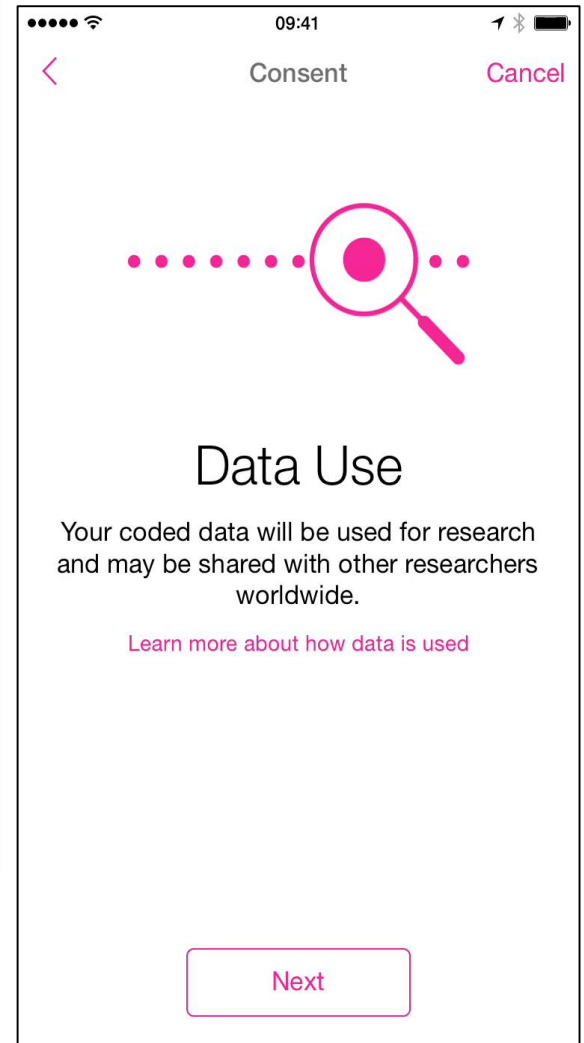 09:41
Consent
Cancel
Data Use
Your coded data will be used for research
and may be shared with other researchers
worldwide.
Learn more about how data is used
Next